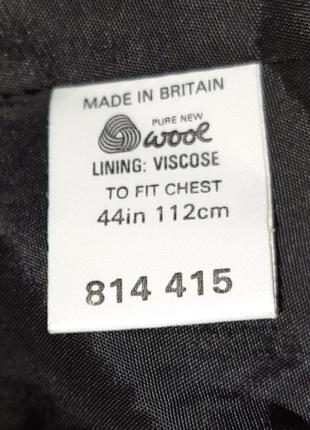 MADE IN BRITAIN
PURE NEW
wool
LINING: VISCOSE
TO FIT CHEST
44in 112cm
814 415